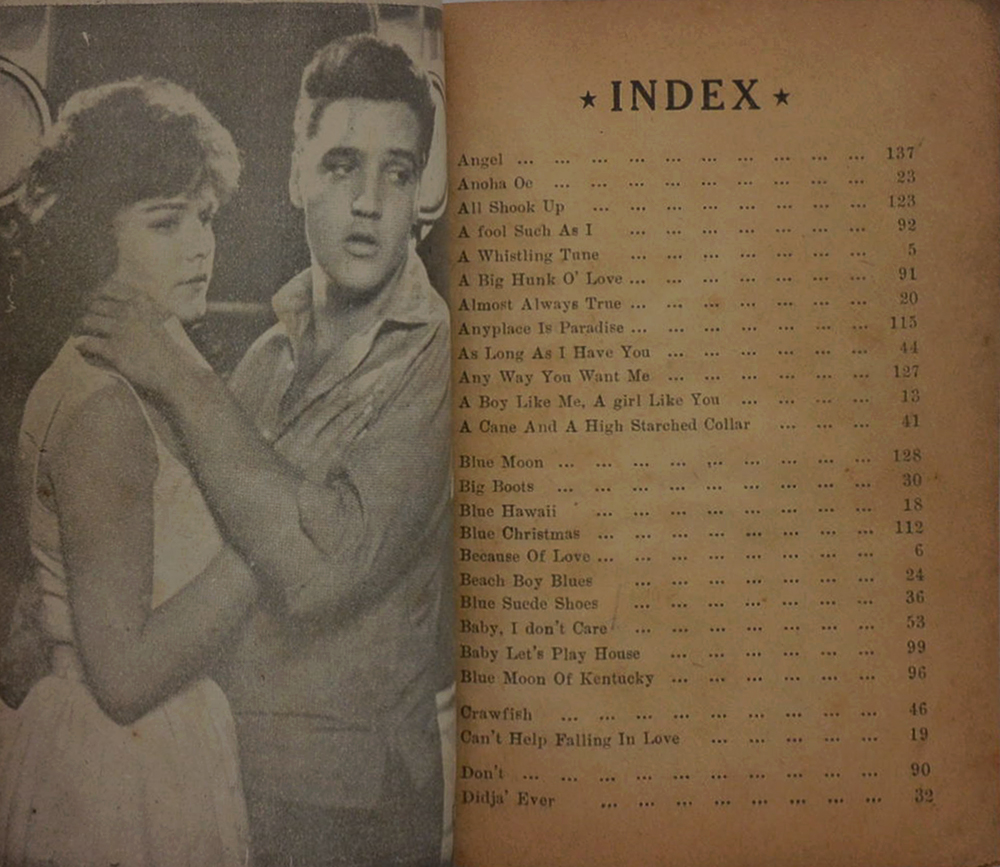 ★ INDEX ★
Angel ... ... ... ... ... ... ... ... ... ... 137
Anoha Oe ... ... ... ... ... ... ... ... ... 23
All Shook Up ... ... ... ... ... ... ... ... 123
A fool Such As I ... ... ... ... ... ... ... 92
A Whistling Tune ... ... ... ... ... ... ... 5
A Big Hunk O' Love ... ... ... ... ... ... ... 91
Almost Always True ... ... ... ... ... ... ... 20
Anyplace Is Paradise ... ... ... ... ... ... ... 115
As Long As I Have You ... ... ... ... ... ... 44
Any Way You Want Me ... ... ... ... ... ... 127
A Boy Like Me, A girl Like You ... ... ... ... 13
A Cane And A High Starched Collar ... ... ... 41
Blue Moon ... ... ... ... ... ... ... ... ... 128
Big Boots ... ... ... ... ... ... ... ... ... 30
Blue Hawaii ... ... ... ... ... ... ... ... 18
Blue Christmas ... ... ... ... ... ... ... ... 112
Because Of Love ... ... ... ... ... ... ... ... 6
Beach Boy Blues ... ... ... ... ... ... ... 24
Blue Suede Shoes ... ... ... ... ... ... ... 36
Baby, I don't Care ... ... ... ... ... ... ... 53
Baby Let's Play House ... ... ... ... ... ... 99
Blue Moon Of Kentucky ... ... ... ... ... ... 96
Crawfish ... ... ... ... ... ... ... ... ... 46
Can't Help Falling In Love ... ... ... ... ... 19
Don't ... ... ... ... ... ... ... ... ... ... 90
Didja' Ever ... ... ... ... ... ... ... ... 32